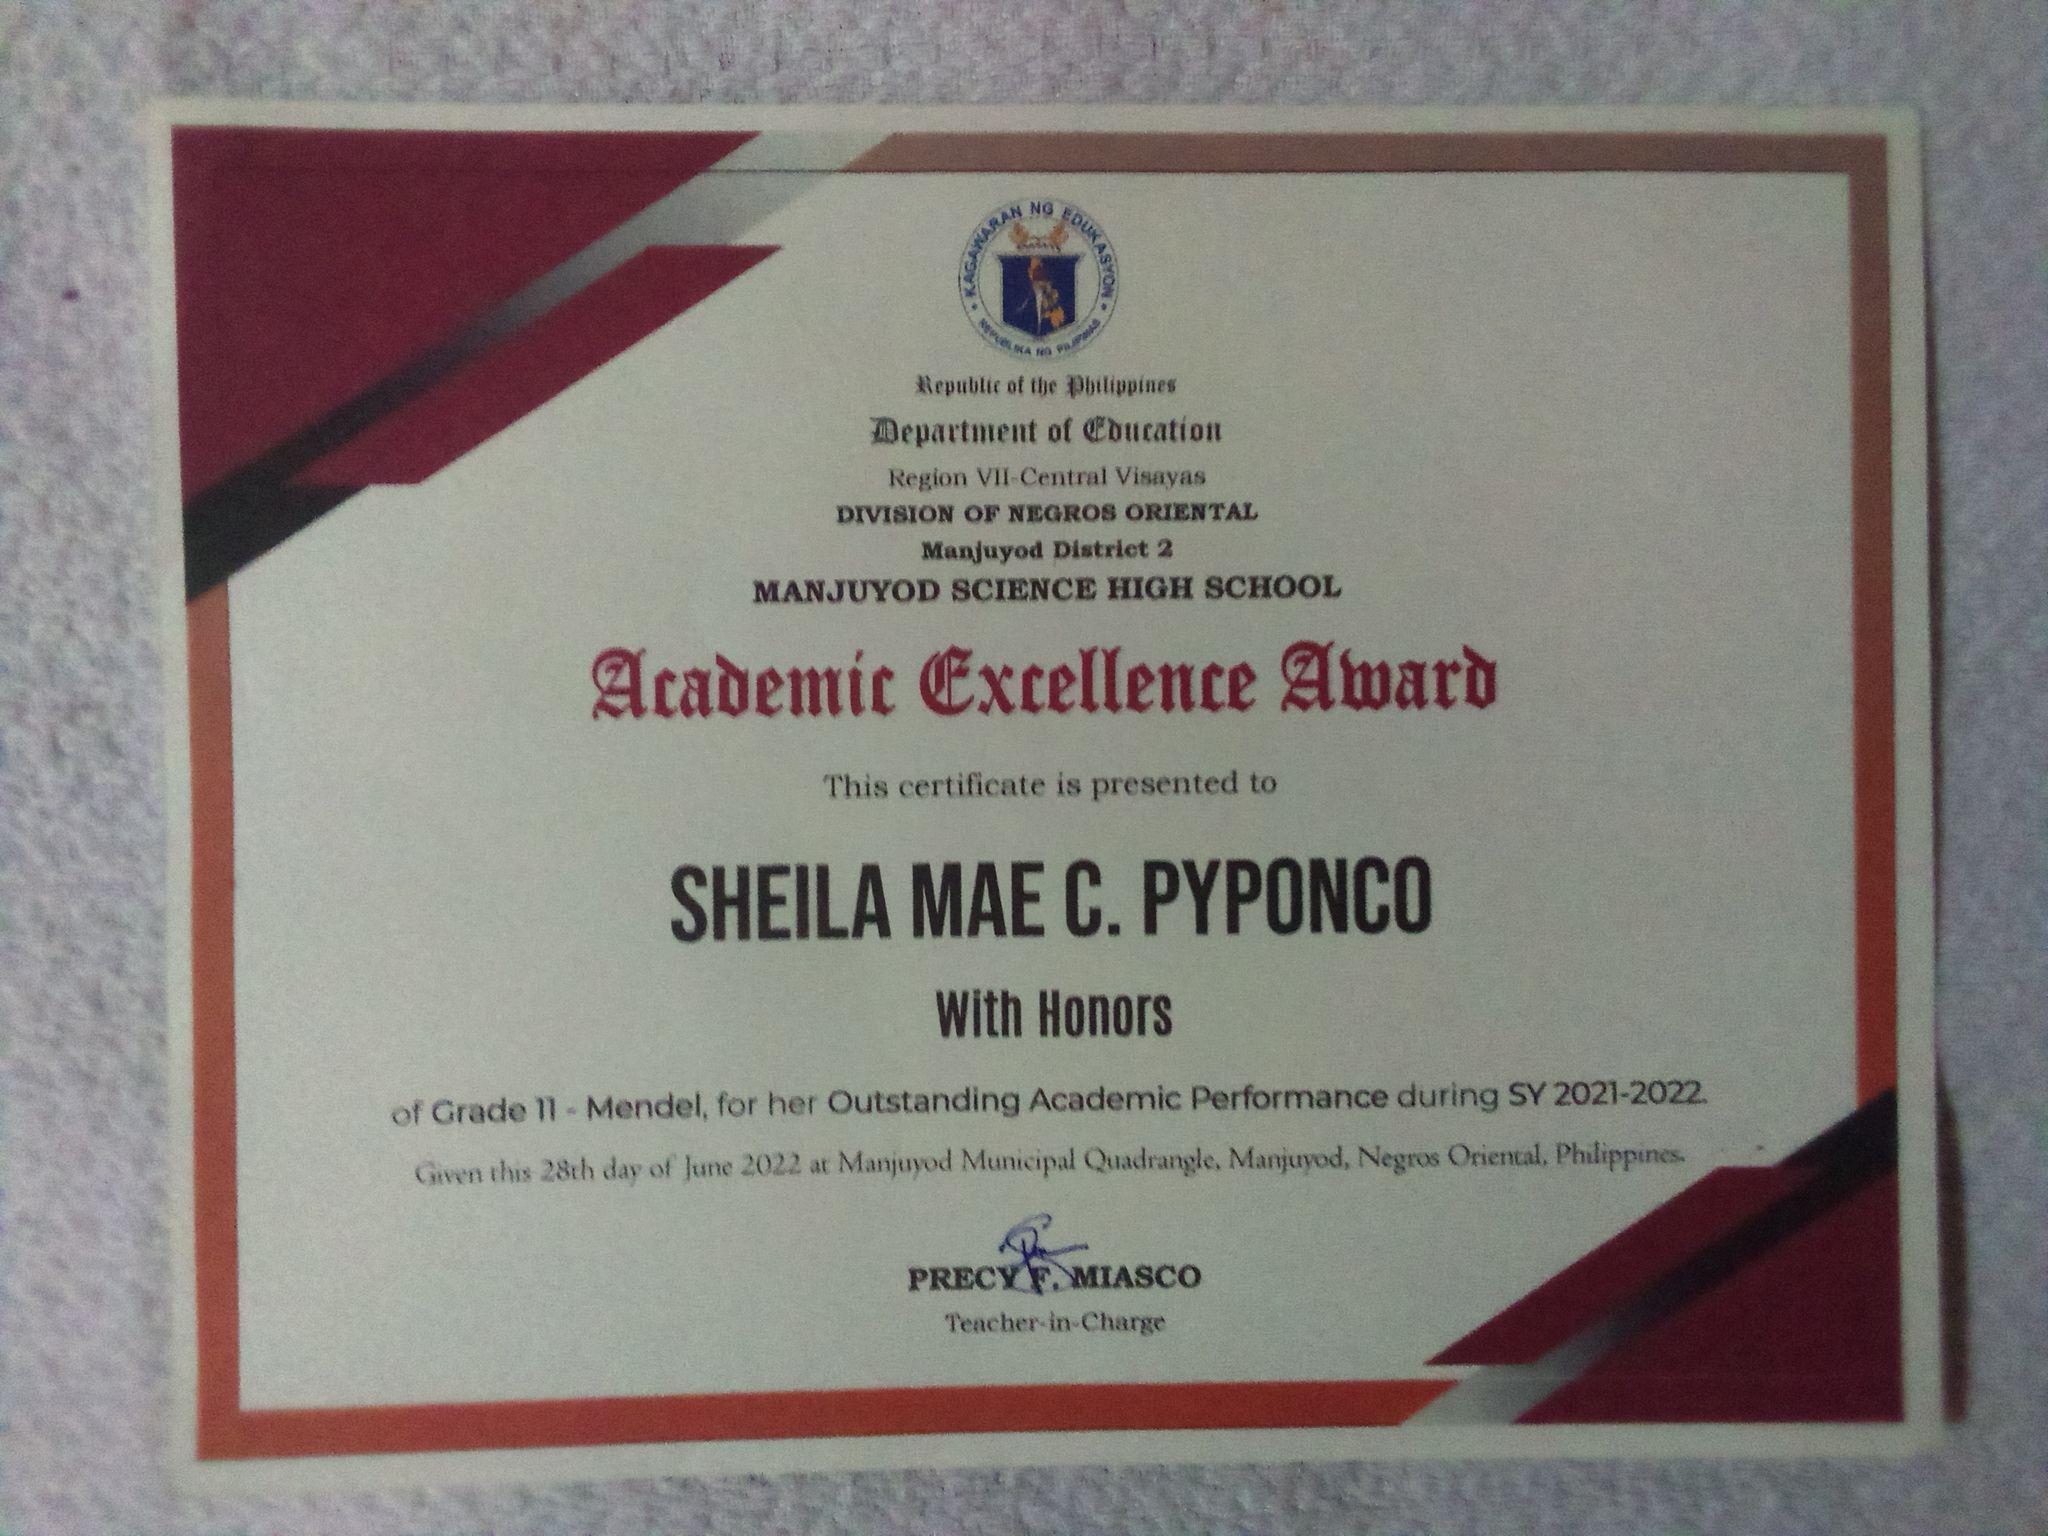 KAGAWARAN NG EDUKASYON
REPUBLIKA NG PILIPINAS
Republic of the Philippines
Department of Education
Region VII-Central Visayas
DIVISION OF NEGROS ORIENTAL
Manjuyod District 2
MANJUYOD SCIENCE HIGH SCHOOL
Academic Excellence Award
This certificate is presented to
SHEILA MAE C. PYPONCO
With Honors
of Grade 11 - Mendel, for her Outstanding Academic Performance during SY 2021-2022.
Given this 28th day of June 2022 at Manjuyod Municipal Quadrangle, Manjuyod, Negros Oriental, Philippines.
PRECY F. MIASCO
Teacher-in-Charge